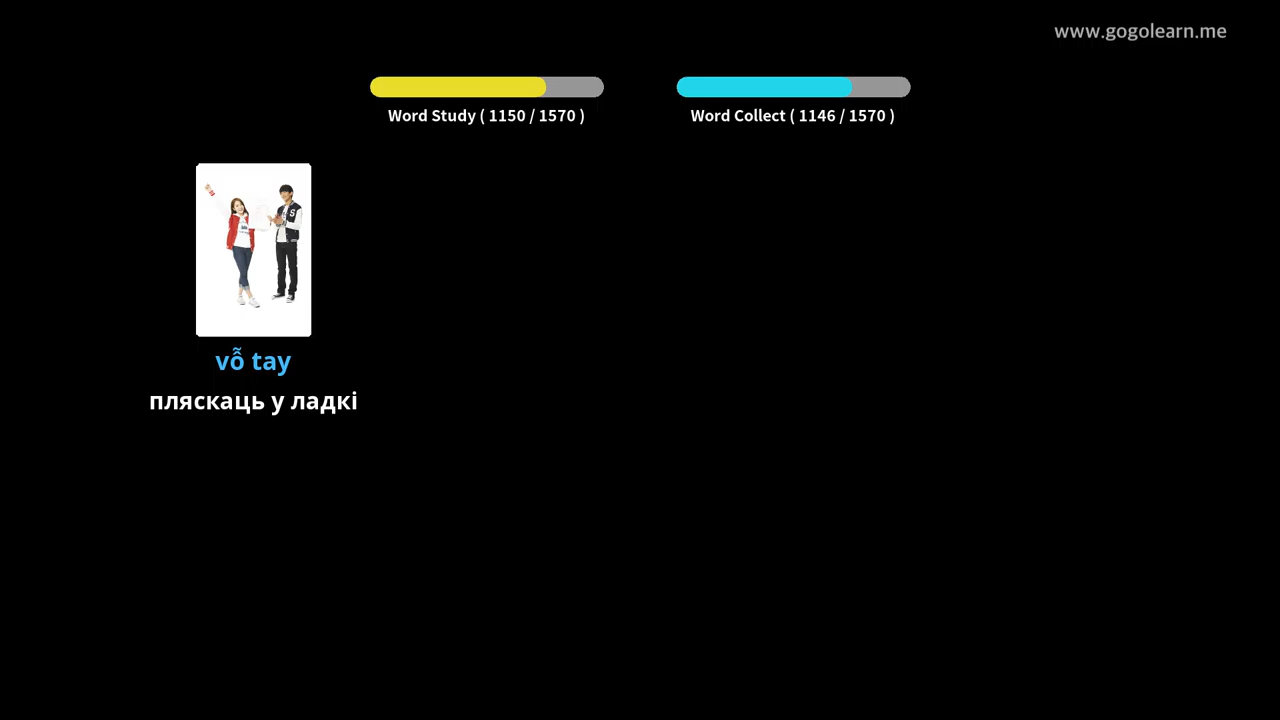 www.gogolearn.me
Word Study ( 1150 / 1570 )
Word Collect ( 1146 / 1570 )
vỗ tay
пляскаць у ладкі